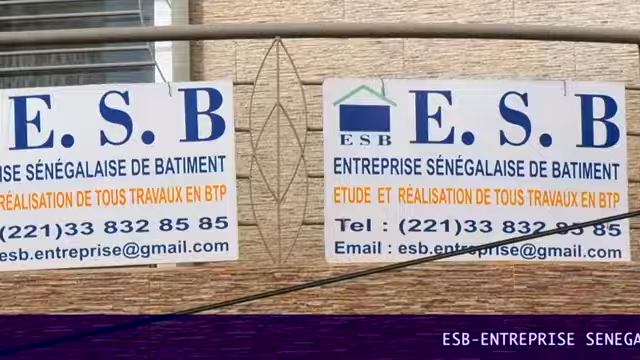 E. S. B
ISE SÉNÉGALAISE DE BATIMENT
RÉALISATION DE TOUS TRAVAUX EN BTP
(221)33 832 85 85
esb.entreprise@gmail.com
ESB
E. S. B
ENTREPRISE SÉNÉGALAISE DE BATIMENT
ETUDE ET RÉALISATION DE TOUS TRAVAUX EN BTP
Tel : (221)33 832 85 85
Email : esb.entreprise@gmail.com
ESB-ENTREPRISE SENEGA